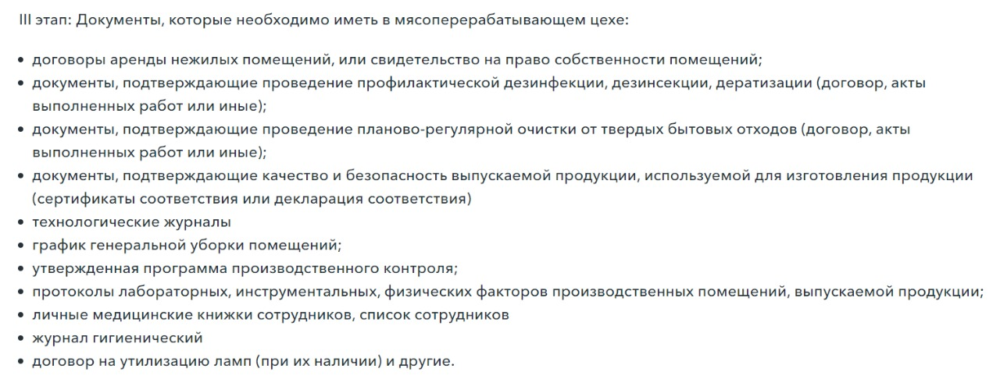 III этап: Документы, которые необходимо иметь в мясоперерабатывающем цехе:
• договоры аренды нежилых помещений, или свидетельство на право собственности помещений;
• документы, подтверждающие проведение профилактической дезинфекции, дезинсекции, дератизации (договор, акты
выполненных работ или иные);
• документы, подтверждающие проведение планово-регулярной очистки от твердых бытовых отходов (договор, акты
выполненных работ или иные);
• документы, подтверждающие качество и безопасность выпускаемой продукции, используемой для изготовления продукции
(сертификаты соответствия или декларация соответствия)
• технологические журналы
• график генеральной уборки помещений;
• утвержденная программа производственного контроля;
• протоколы лабораторных, инструментальных, физических факторов производственных помещений, выпускаемой продукции;
• личные медицинские книжки сотрудников, список сотрудников
• журнал гигиенический
• договор на утилизацию ламп (при их наличии) и другие.